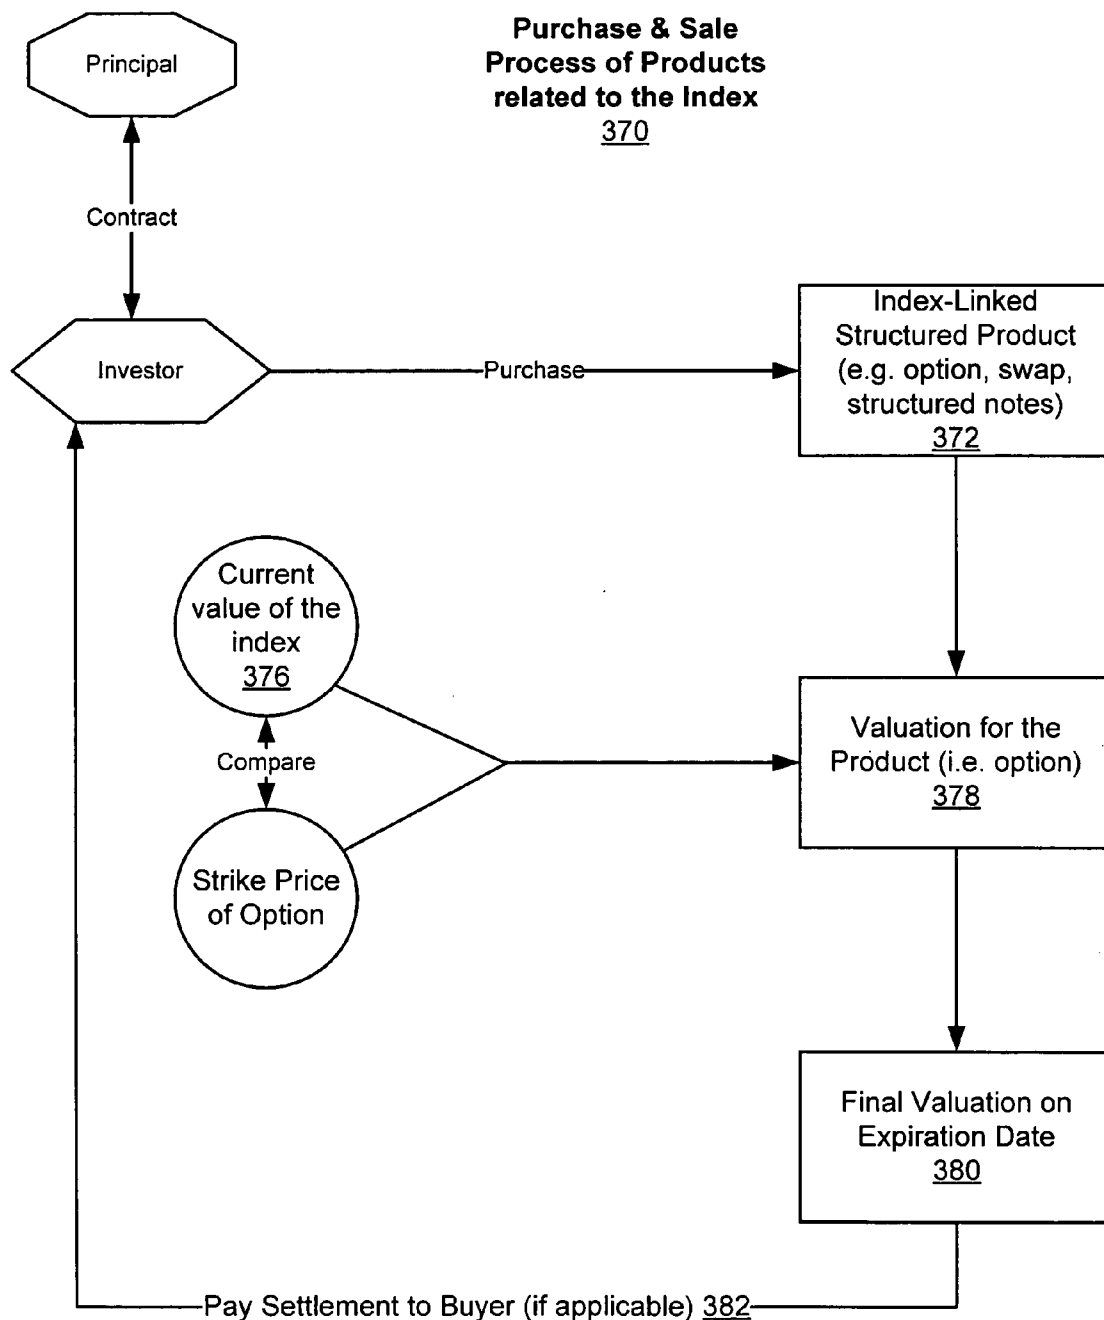 Principal
Purchase & Sale
Process of Products
related to the Index
370
Contract
Investor
Purchase
Index-Linked
Structured Product
(e.g. option, swap,
structured notes)
372
Current
value of the
index
376
Compare
Strike Price
of Option
Valuation for the
Product (i.e. option)
378
Final Valuation on
Expiration Date
380
Pay Settlement to Buyer (if applicable) 382